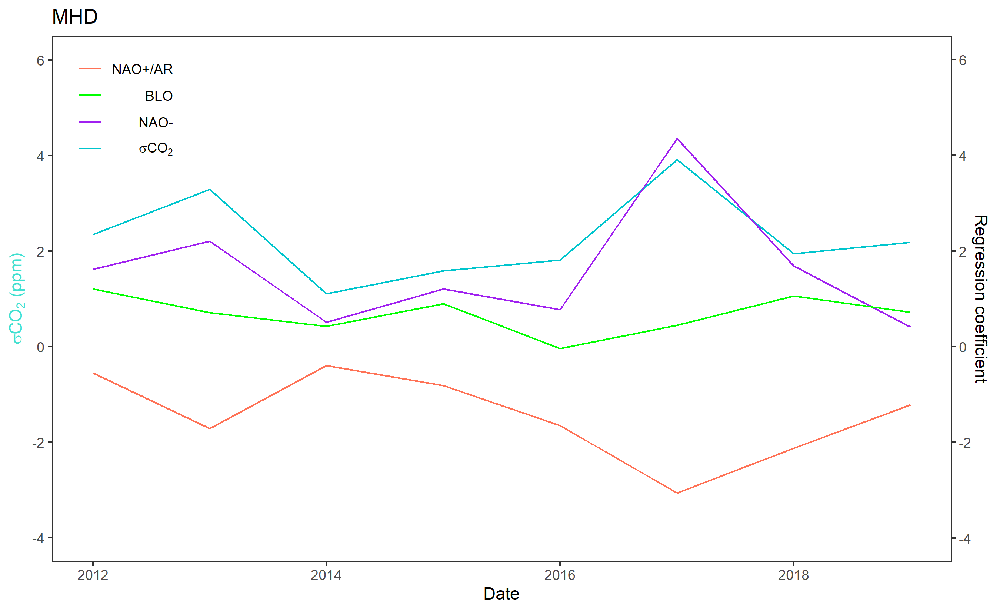 MHD
NAO+/AR
BLO
NAO-
σCO₂
6
4
2
0
-2
-4
σCO₂ (ppm)
6
4
2
0
-2
-4
Regression coefficient
2012
2014
2016
2018
Date